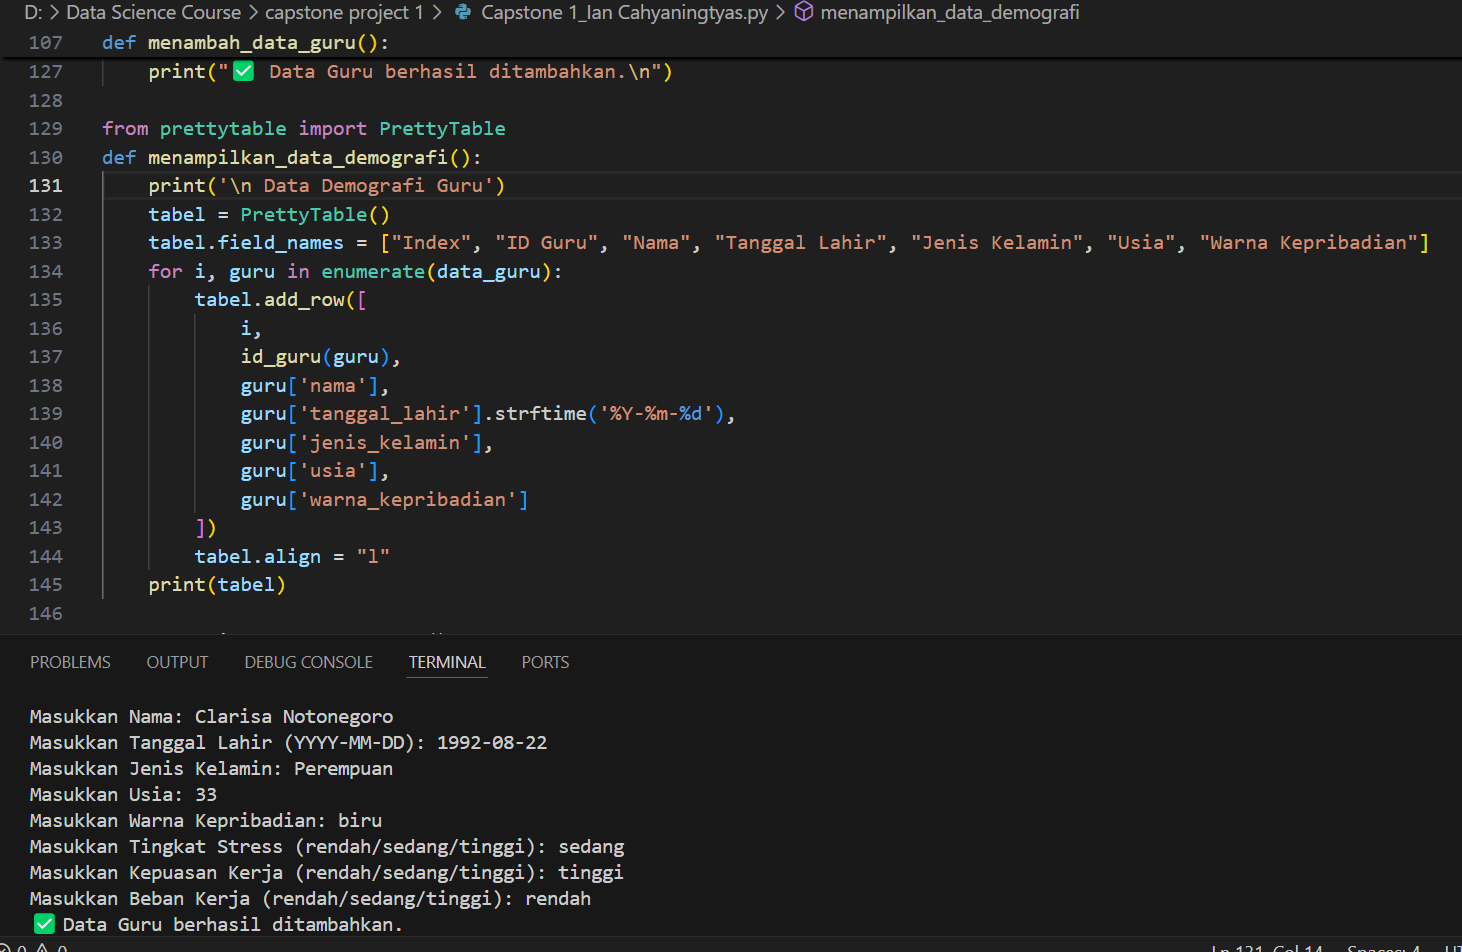 D: > Data Science Course > capstone project 1 > Capstone 1_Ian Cahyaningtyas.py > menampilkan_data_demografi
107 def menambah_data_guru():
127     print("✅ Data Guru berhasil ditambahkan.\n")
128
129 from prettytable import PrettyTable
130 def menampilkan_data_demografi():
131     print('\n Data Demografi Guru')
132     tabel = PrettyTable()
133     tabel.field_names = ["Index", "ID Guru", "Nama", "Tanggal Lahir", "Jenis Kelamin", "Usia", "Warna Kepribadian"]
134     for i, guru in enumerate(data_guru):
135         tabel.add_row([
136             i,
137             id_guru(guru),
138             guru['nama'],
139             guru['tanggal_lahir'].strftime('%Y-%m-%d'),
140             guru['jenis_kelamin'],
141             guru['usia'],
142             guru['warna_kepribadian']
143         ])
144         tabel.align = "l"
145     print(tabel)
146
PROBLEMS OUTPUT DEBUG CONSOLE TERMINAL PORTS
Masukkan Nama: Clarisa Notonegoro
Masukkan Tanggal Lahir (YYYY-MM-DD): 1992-08-22
Masukkan Jenis Kelamin: Perempuan
Masukkan Usia: 33
Masukkan Warna Kepribadian: biru
Masukkan Tingkat Stress (rendah/sedang/tinggi): sedang
Masukkan Kepuasan Kerja (rendah/sedang/tinggi): tinggi
Masukkan Beban Kerja (rendah/sedang/tinggi): rendah
✅ Data Guru berhasil ditambahkan.
Ln 131, Col 14 Spaces: 4